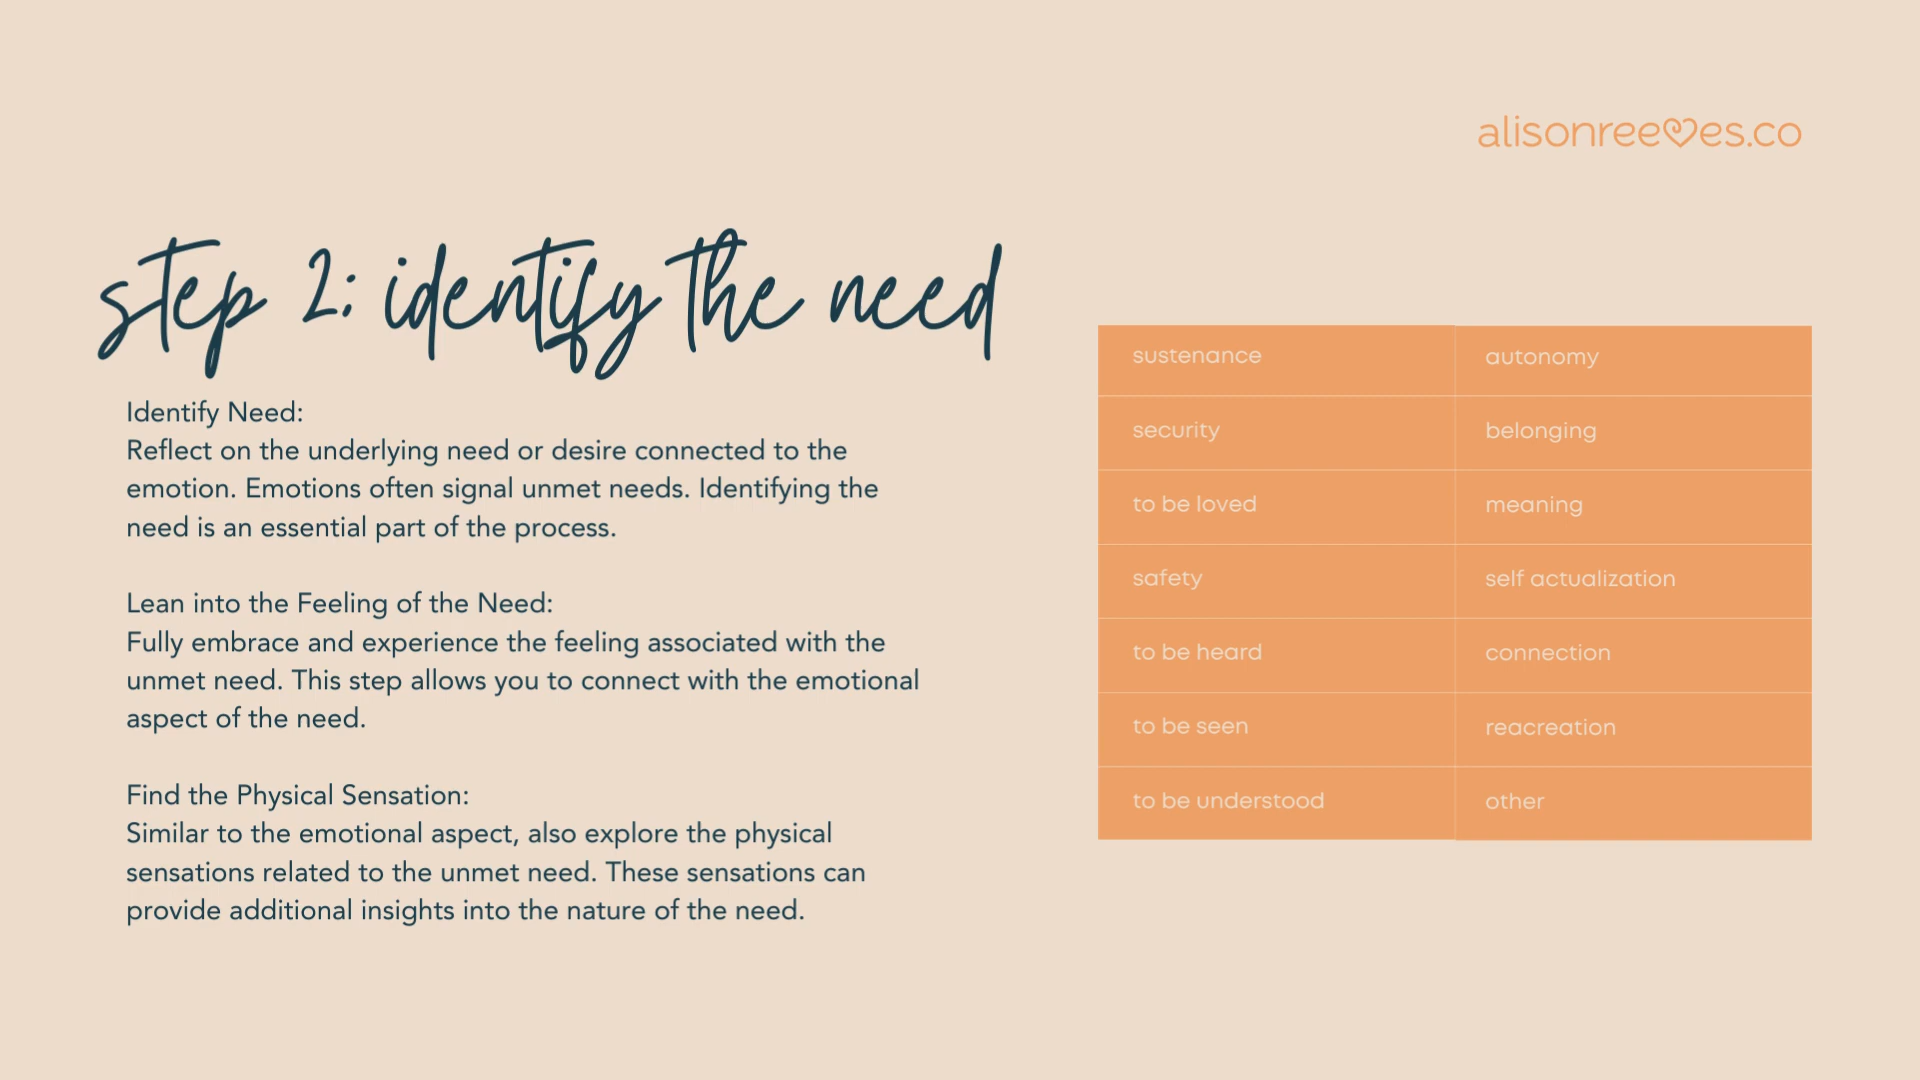 alisonreeves.co
step 2: identify the need
Identify Need:
Reflect on the underlying need or desire connected to the
emotion. Emotions often signal unmet needs. Identifying the
need is an essential part of the process.
Lean into the Feeling of the Need:
Fully embrace and experience the feeling associated with the
unmet need. This step allows you to connect with the emotional
aspect of the need.
Find the Physical Sensation:
Similar to the emotional aspect, also explore the physical
sensations related to the unmet need. These sensations can
provide additional insights into the nature of the need.
sustenance autonomy
security belonging
to be loved meaning
safety self actualization
to be heard connection
to be seen reacreation
to be understood other